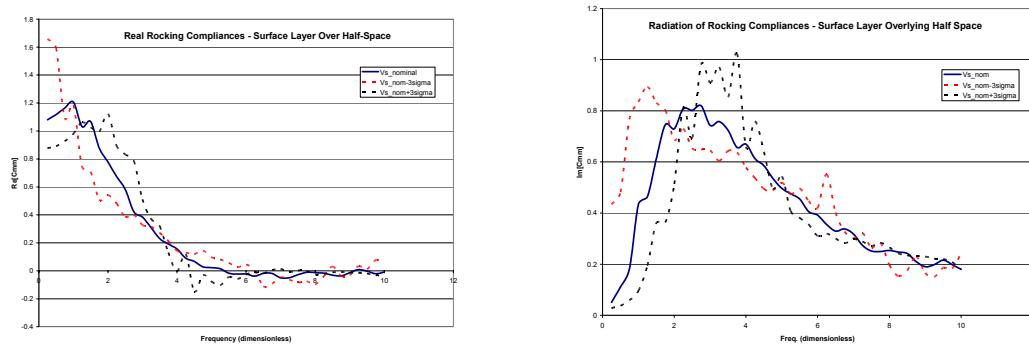 Real Rocking Compliances - Surface Layer Over Half-Space
Vs_nominal
Vs_nom-3sigma
Vs_nom+3sigma
Re[Cmm]
1.8
1.6
1.4
1.2
1
0.8
0.6
0.4
0.2
0
-0.2
-0.4
0 2 4 6 8 10 12
Frequency (dimensionless)
Radiation of Rocking Compliances - Surface Layer Overlying Half Space
Vs_nom
Vs_nom-3sigma
Vs_nom+3sigma
Im[Cmm]
1.2
1
0.8
0.6
0.4
0.2
0
0 2 4 6 8 10
Freq. (dimensionless)